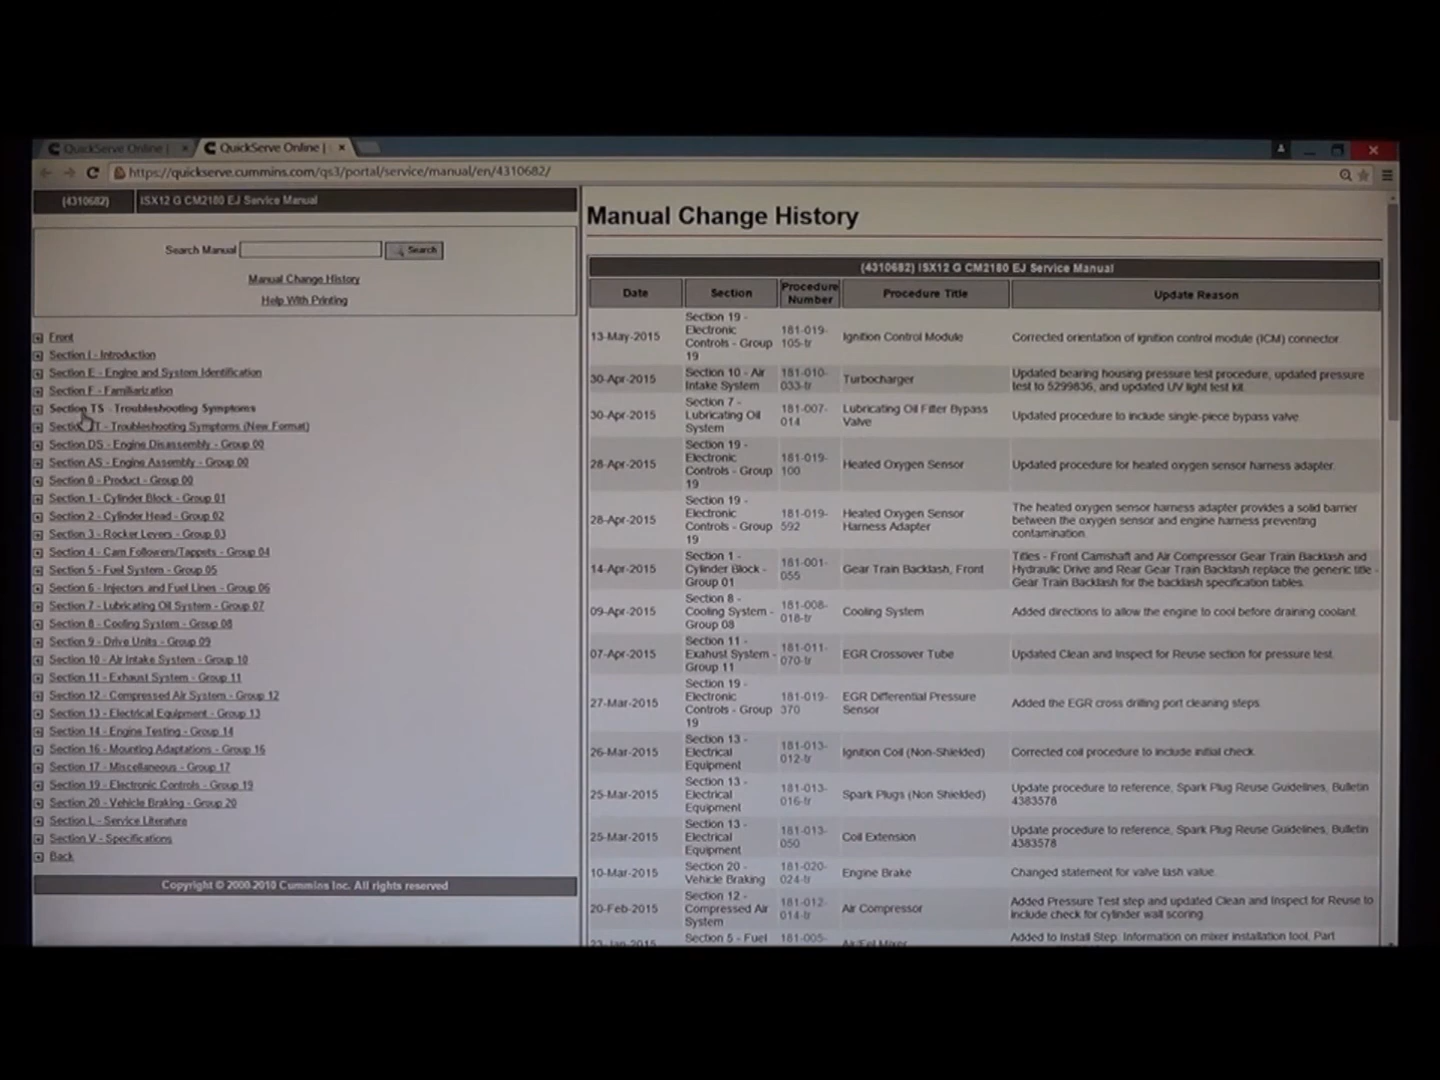 QuickServe Online |
QuickServe Online |
https://quickserve.cummins.com/qs3/portal/service/manual/en/4310682/
(4310682)
ISX12 G CM2180 EJ Service Manual
Search Manual
Search
Manual Change History
Help With Printing
Front
Section I - Introduction
Section E - Engine and System Identification
Section F - Familiarization
Section TS - Troubleshooting Symptoms
T - Troubleshooting Symptoms (New Format)
Section DS - Engine Disassembly - Group 00
Section AS - Engine Assembly - Group 00
Section 0 - Product - Group 00
Section 1 - Cylinder Block - Group 01
Section 2 - Cylinder Head - Group 02
Section 3 - Rocker Levers - Group 03
Section 4 - Cam Followers/Tappets - Group 04
Section 5 - Fuel System - Group 05
Section 6 - Injectors and Fuel Lines - Group 06
Section 7 - Lubricating Oil System - Group 07
Section 8 - Cooling System - Group 08
Section 9 - Drive Units - Group 09
Section 10 - Air Intake System - Group 10
Section 11 - Exhaust System - Group 11
Section 12 - Compressed Air System - Group 12
Section 13 - Electrical Equipment - Group 13
Section 14 - Engine Testing - Group 14
Section 16 - Mounting Adaptations - Group 16
Section 17 - Miscellaneous - Group 17
Section 19 - Electronic Controls - Group 19
Section 20 - Vehicle Braking - Group 20
Section L - Service Literature
Section V - Specifications
Back
Copyright © 2000-2010 Cummins Inc. All rights reserved
Manual Change History
(4310682) ISX12 G CM2180 EJ Service Manual
Date
Section
Procedure
Number
Procedure Title
Update Reason
13-May-2015
Section 19 -
Electronic
Controls - Group
19
181-019-
105-tr
Ignition Control Module
Corrected orientation of ignition control module (ICM) connector.
30-Apr-2015
Section 10 - Air
Intake System
181-010-
033-tr
Turbocharger
Updated bearing housing pressure test procedure, updated pressure
test to 5299836, and updated UV light test kit.
30-Apr-2015
Section 7 -
Lubricating Oil
System
181-007-
014
Lubricating Oil Filter Bypass
Valve
Updated procedure to include single-piece bypass valve.
28-Apr-2015
Section 19 -
Electronic
Controls - Group
19
181-019-
100
Heated Oxygen Sensor
Updated procedure for heated oxygen sensor harness adapter.
28-Apr-2015
Section 19 -
Electronic
Controls - Group
19
181-019-
592
Heated Oxygen Sensor
Harness Adapter
The heated oxygen sensor harness adapter provides a solid barrier
between the oxygen sensor and engine harness preventing
contamination.
14-Apr-2015
Section 1 -
Cylinder Block -
Group 01
181-001-
055
Gear Train Backlash, Front
Titles - Front Camshaft and Air Compressor Gear Train Backlash and
Hydraulic Drive and Rear Gear Train Backlash replace the generic title -
Gear Train Backlash for the backlash specification tables.
09-Apr-2015
Section 8 -
Cooling System -
Group 08
181-008-
018-tr
Cooling System
Added directions to allow the engine to cool before draining coolant.
07-Apr-2015
Section 11 -
Exahust System -
Group 11
181-011-
070-tr
EGR Crossover Tube
Updated Clean and Inspect for Reuse section for pressure test.
27-Mar-2015
Section 19 -
Electronic
Controls - Group
19
181-019-
370
EGR Differential Pressure
Sensor
Added the EGR cross drilling port cleaning steps.
26-Mar-2015
Section 13 -
Electrical
Equipment
181-013-
012-tr
Ignition Coil (Non-Shielded)
Corrected coil procedure to include initial check.
25-Mar-2015
Section 13 -
Electrical
Equipment
181-013-
016-tr
Spark Plugs (Non Shielded)
Update procedure to reference, Spark Plug Reuse Guidelines, Bulletin
4383578
25-Mar-2015
Section 13 -
Electrical
Equipment
181-013-
050
Coil Extension
Update procedure to reference, Spark Plug Reuse Guidelines, Bulletin
4383578
10-Mar-2015
Section 20 -
Vehicle Braking
181-020-
024-tr
Engine Brake
Changed statement for valve lash value.
20-Feb-2015
Section 12 -
Compressed Air
System
181-012-
014-tr
Air Compressor
Added Pressure Test step and updated Clean and Inspect for Reuse to
include check for cylinder wall scoring
Section 5 - Fuel
181-005-
Added to Install Step. Information on mixer installation tool, Part